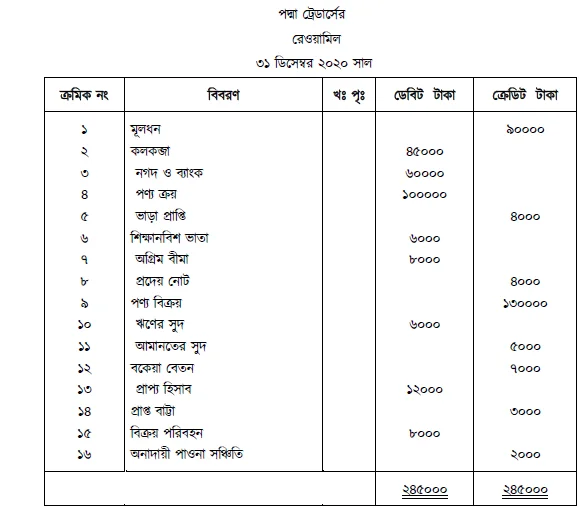 পদ্মা ট্রেডার্সের
রেওয়ামিল
৩১ ডিসেম্বর ২০২০ সাল
ক্রমিক নং বিবরণ খঃ পৃঃ ডেবিট টাকা ক্রেডিট টাকা
১ মূলধন ৯০০০০
২ কলকব্জা ৪৫০০০
৩ নগদ ও ব্যাংক ৬০০০০
৪ পণ্য ক্রয় ১০০০০০
৫ ভাড়া প্রাপ্তি ৪০০০
৬ শিক্ষানবিশ ভাতা ৬০০০
৭ অগ্রিম বীমা ৮০০০
৮ প্রদেয় নোট ৪০০০
৯ পণ্য বিক্রয় ১৩০০০০
১০ ঋণের সুদ ৬০০০
১১ আমানতের সুদ ৫০০০
১২ বকেয়া বেতন ৭০০০
১৩ প্রাপ্য হিসাব ১২০০০
১৪ প্রাপ্ত বাট্টা ৩০০০
১৫ বিক্রয় পরিবহন ৮০০০
১৬ অনাদায়ী পাওনা সঞ্চিতি ২০০০
২৪৫০০০ ২৪৫০০০